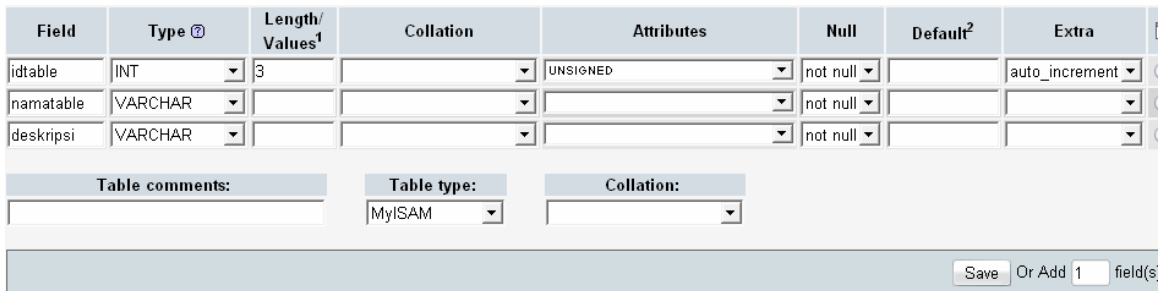 Field Type Length/Values¹ Collation Attributes Null Default² Extra
idtable INT 3 UNSIGNED not null auto_increment
namatable VARCHAR not null
deskripsi VARCHAR not null
Table comments: Table type: Collation:
MyISAM
Save Or Add 1 field(s